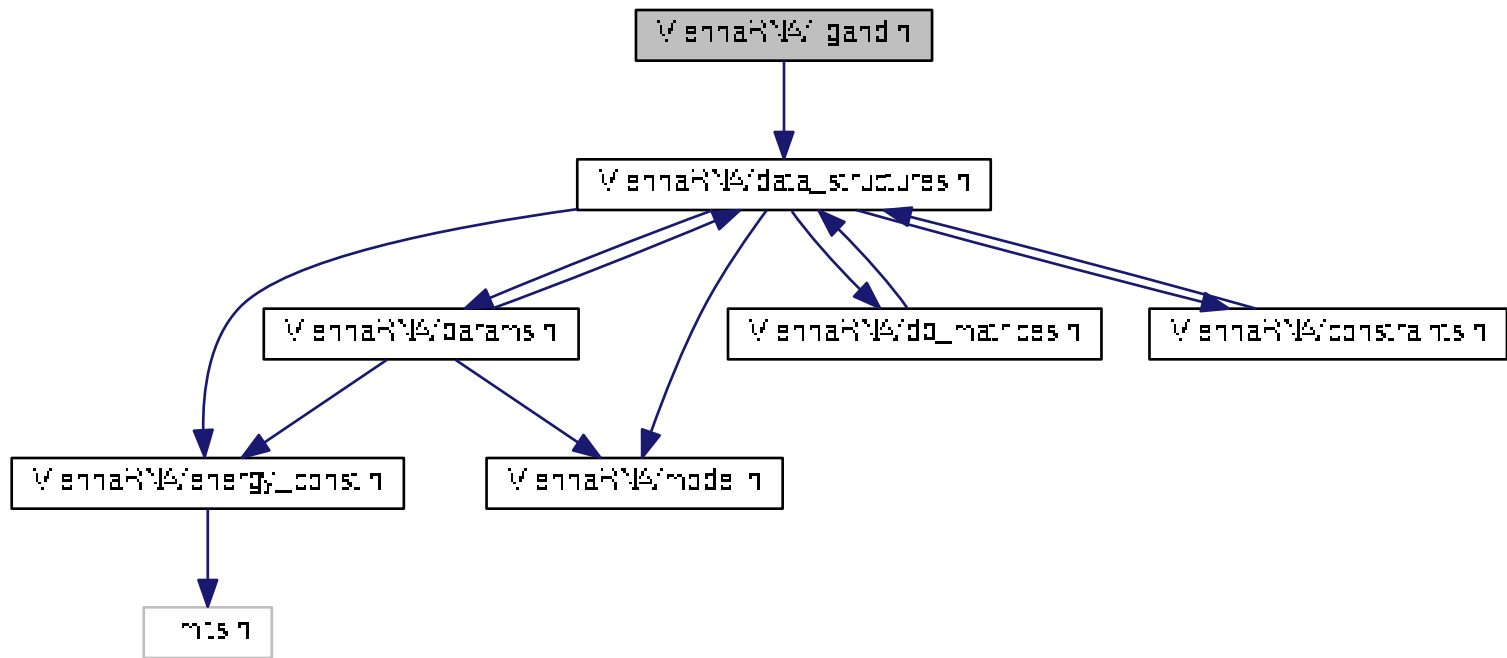 ViennaRNA/ligand.h
ViennaRNA/data_structures.h
ViennaRNA/params.h
ViennaRNA/dp_matrices.h
ViennaRNA/constraints.h
ViennaRNA/energy_const.h
ViennaRNA/model.h
limits.h